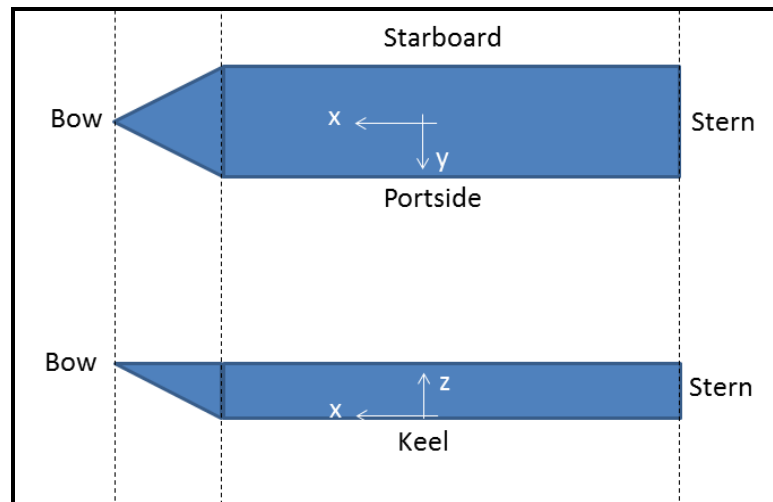 Starboard
Bow
x
Stern
y
Portside
Bow
z
Stern
x
Keel